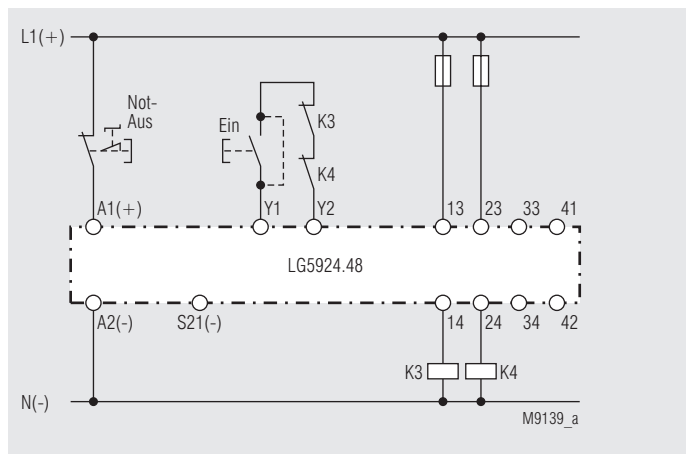 L1(+)
Not-
Aus
Ein
K3
K4
A1(+)
Y1
Y2
13
23
33
41
LG5924.48
A2(-)
S21(-)
14
24
34
42
K3
K4
N(-)
M9139_a